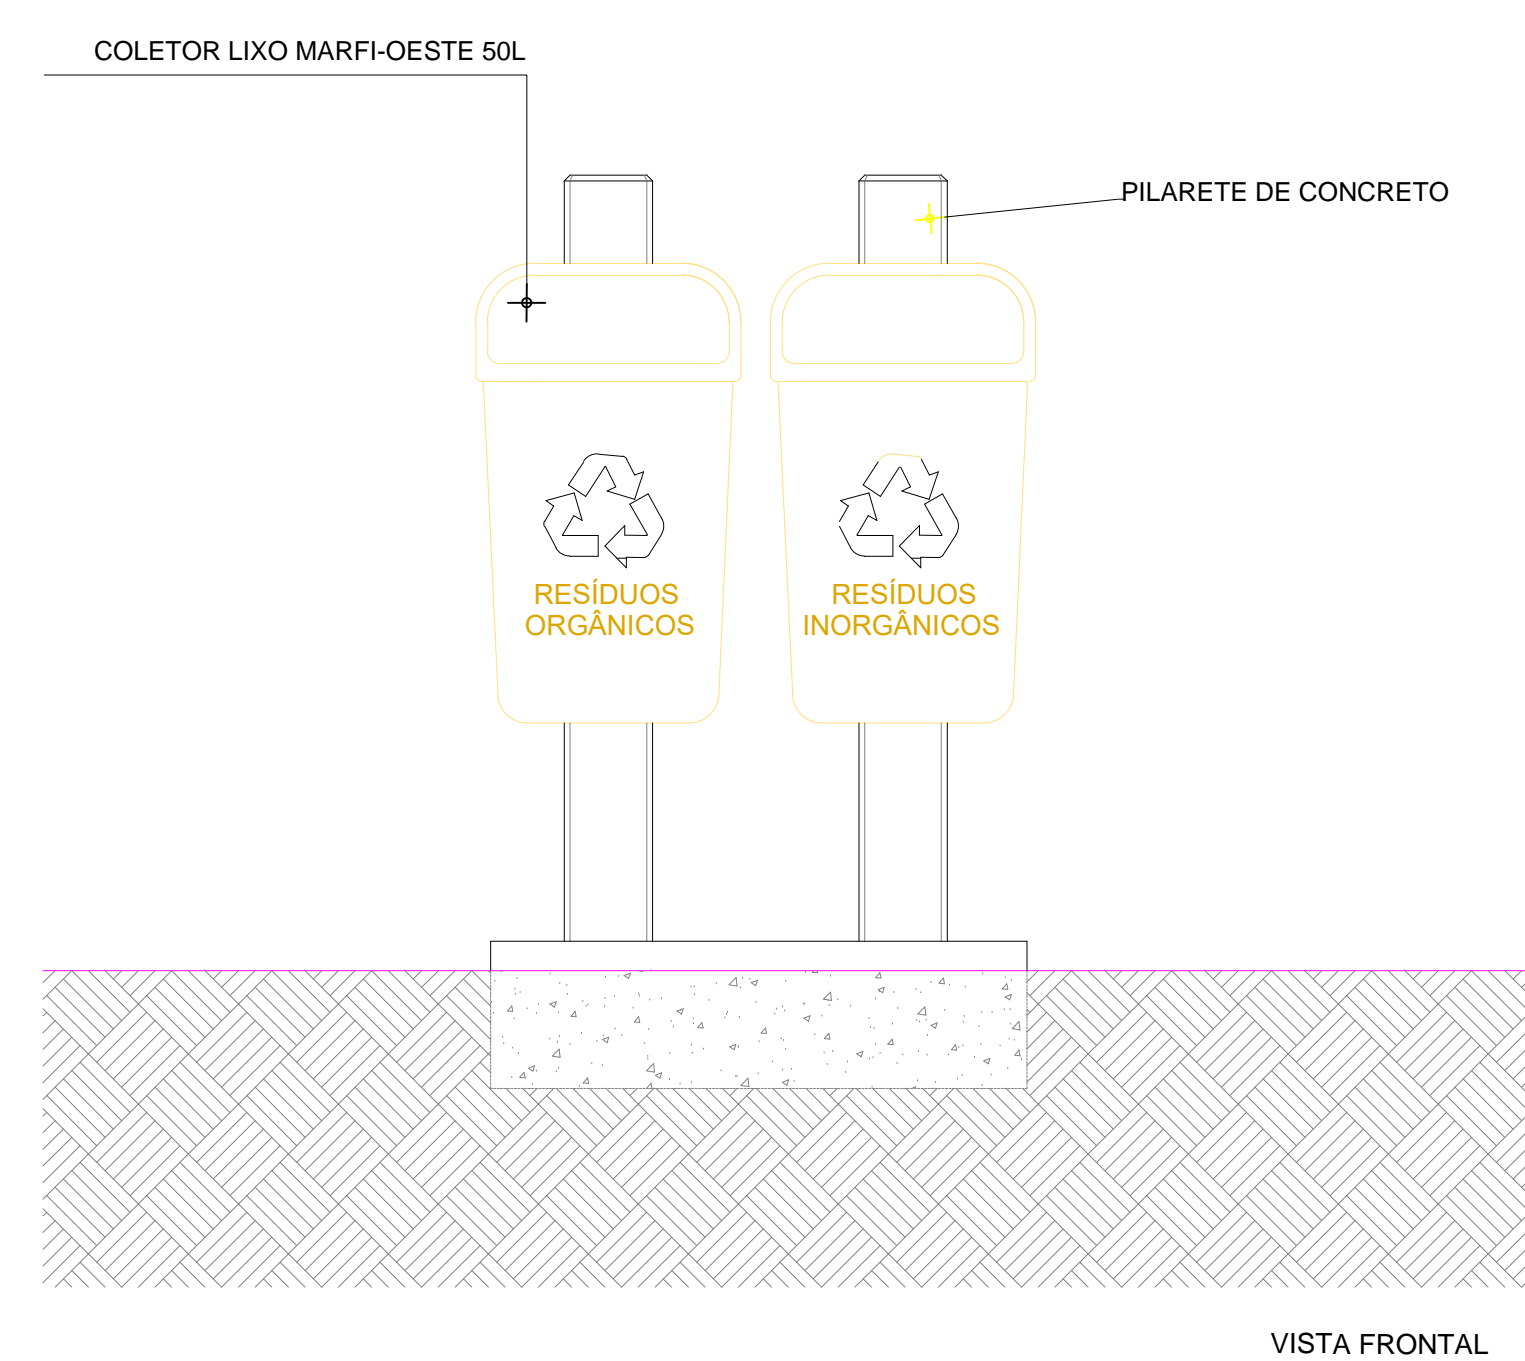 COLETOR LIXO MARFI-OESTE 50L
PILARETE DE CONCRETO
RESÍDUOS
ORGÂNICOS
RESÍDUOS
INORGÂNICOS
VISTA FRONTAL